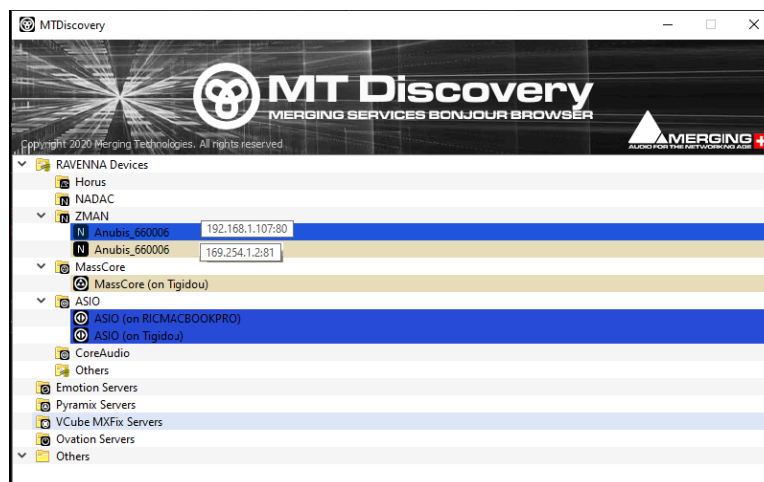 MTDiscovery
MT Discovery
MERGING SERVICES BONJOUR BROWSER
Copyright 2020 Merging Technologies. All rights reserved
MERGING
AUDIO FOR THE NETWORKING AGE
RAVENNA Devices
Horus
NADAC
ZMAN
Anubis_660006 192.168.1.107:80
Anubis_660006 169.254.1.2:81
MassCore
MassCore (on Tigidou)
ASIO
ASIO (on RICMACBOOKPRO)
ASIO (on Tigidou)
CoreAudio
Others
Emotion Servers
Pyramix Servers
VCube MXFix Servers
Ovation Servers
Others